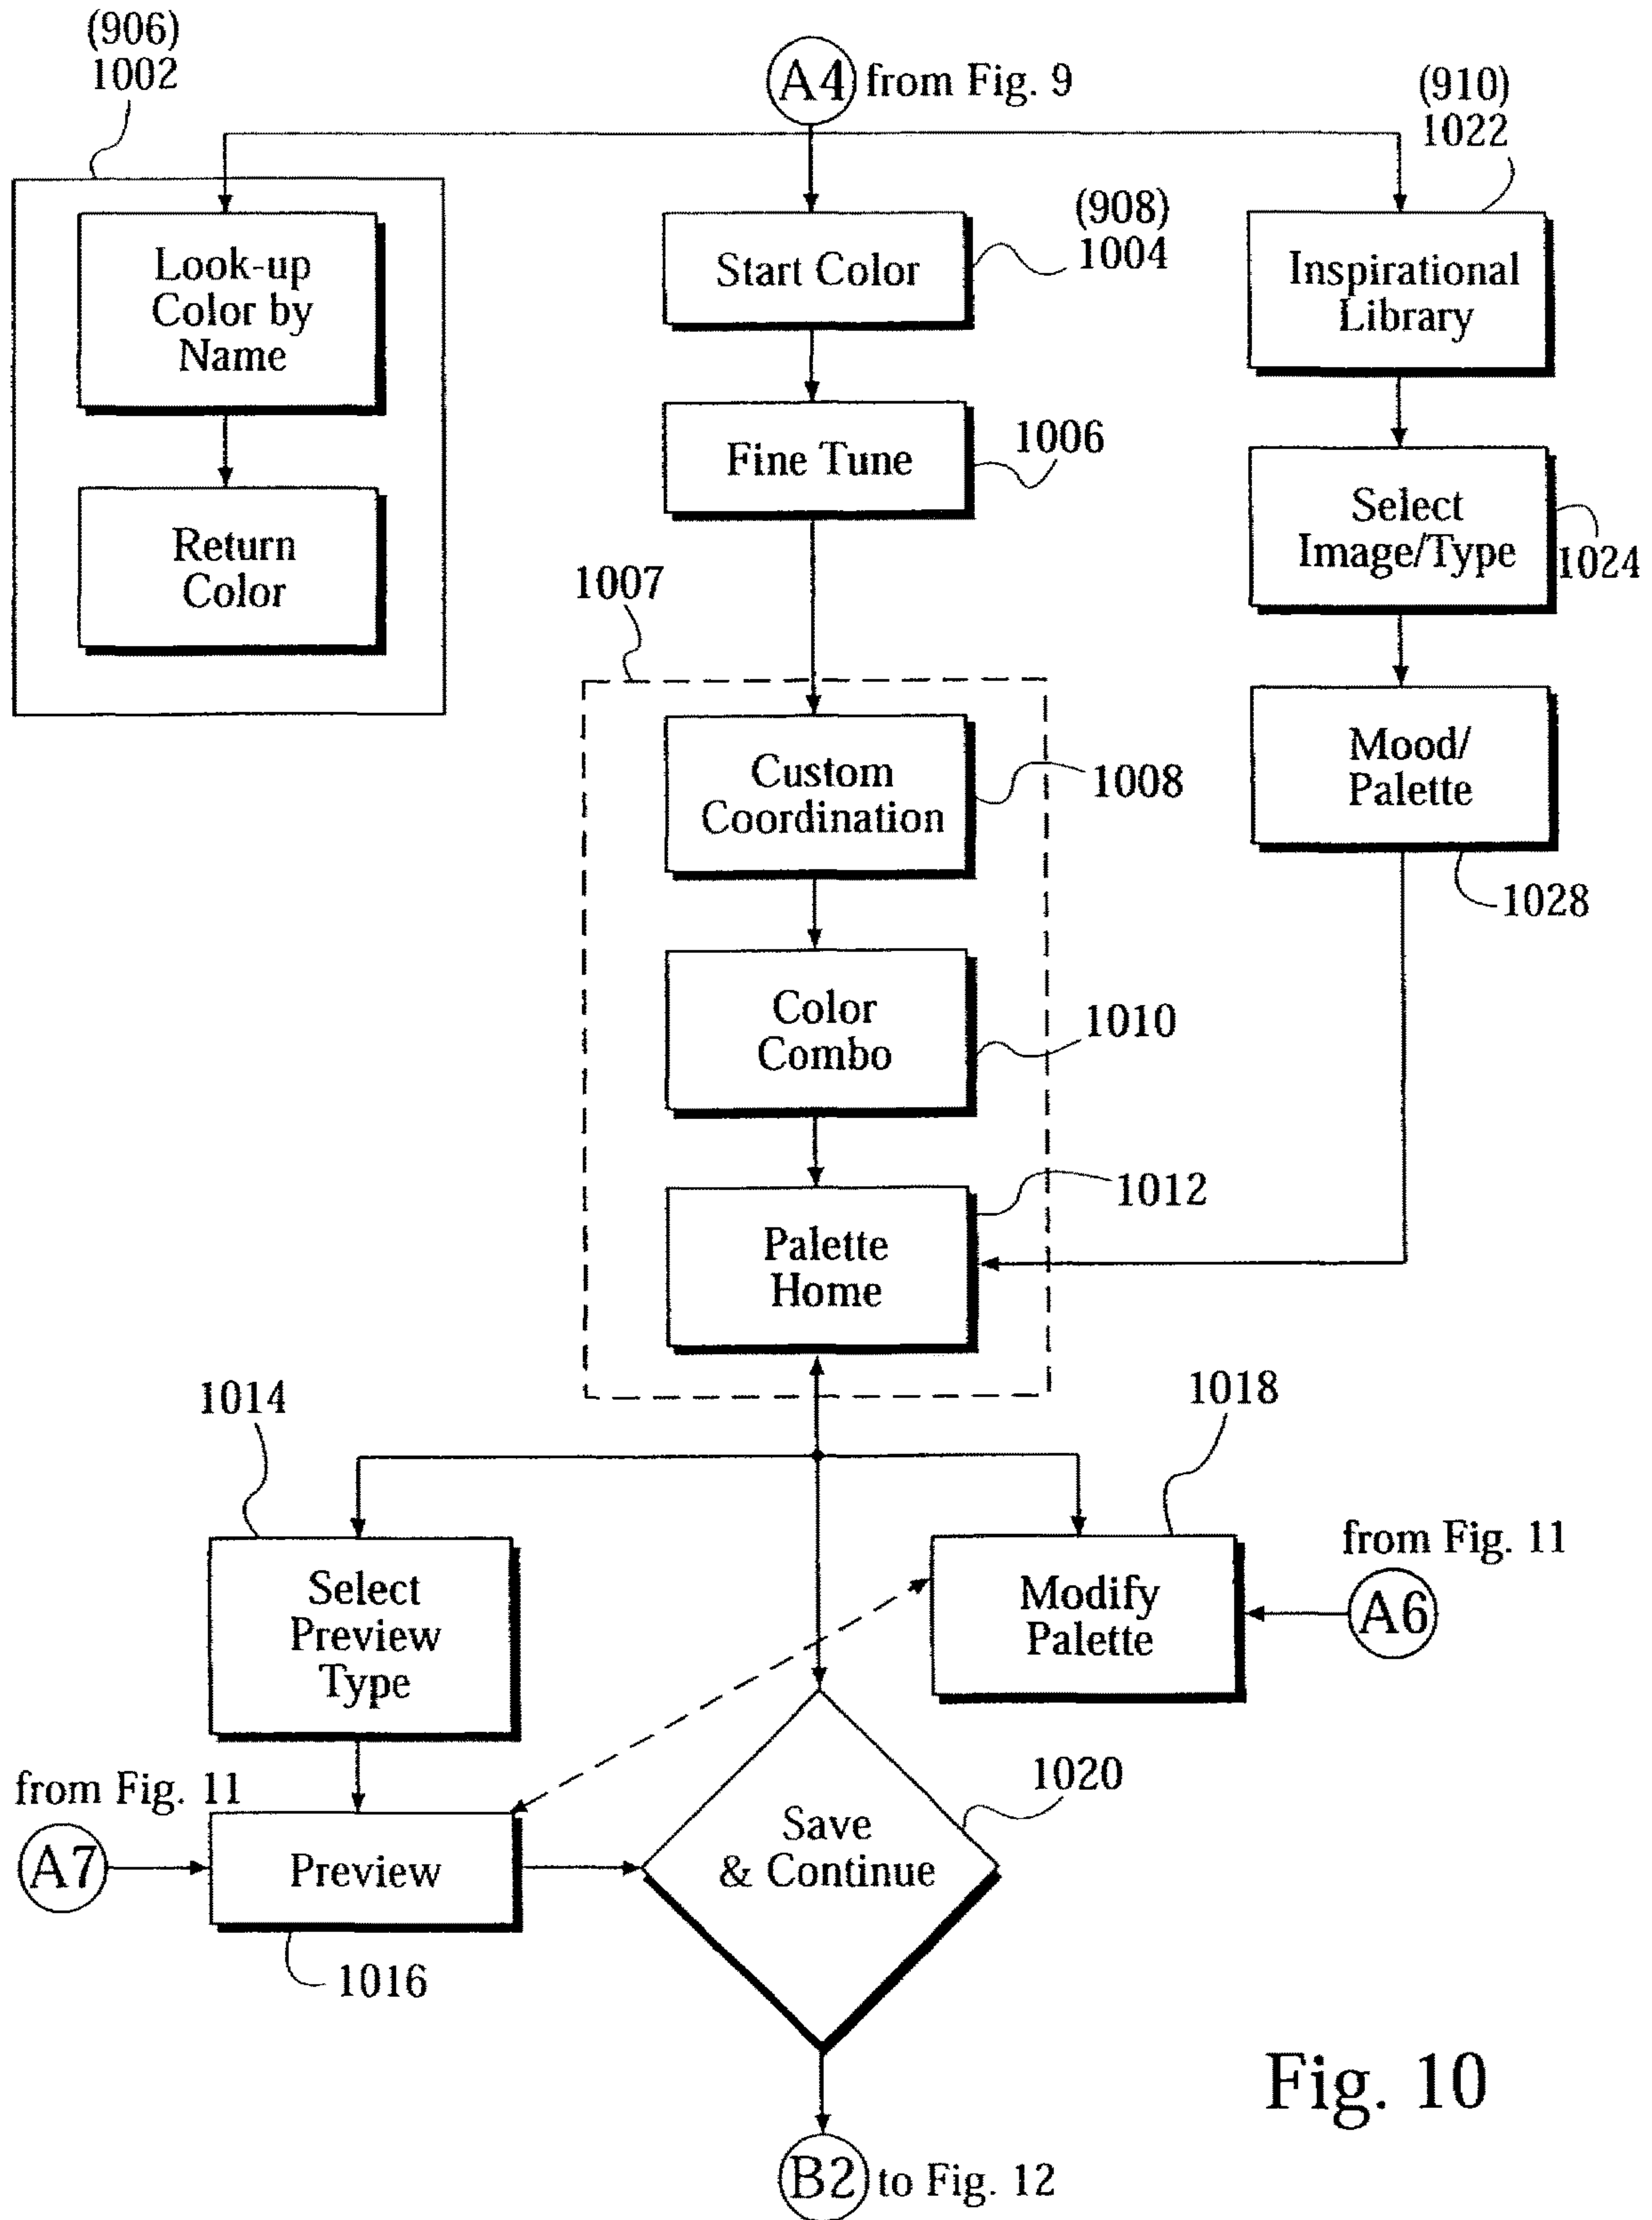 (906)
1002
A4 from Fig. 9
(910)
1022
Look-up
Color by
Name
Start Color
(908)
1004
Inspirational
Library
Fine Tune
1006
Return
Color
Select
Image/Type
1024
1007
Custom
Coordination
1008
Mood/
Palette
1028
Color
Combo
1010
Palette
Home
1012
1014
1018
Select
Preview
Type
Modify
Palette
from Fig. 11
A6
from Fig. 11
A7
Preview
1016
Save
& Continue
1020
B2 to Fig. 12
Fig. 10